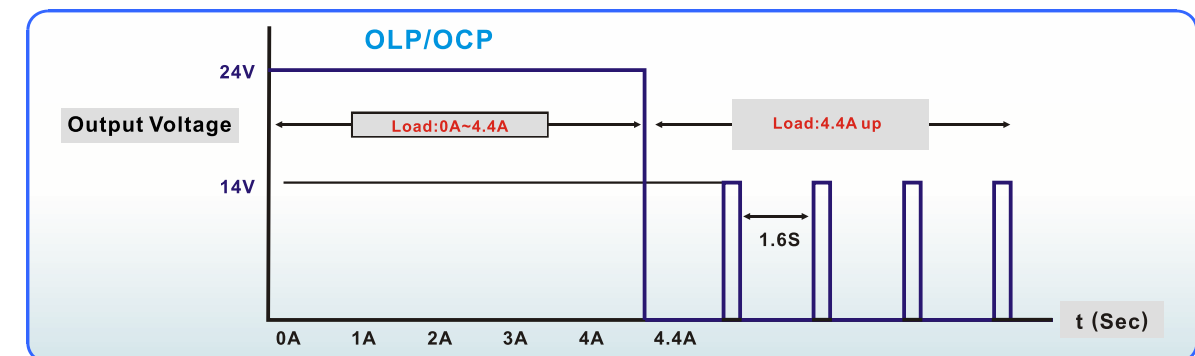 OLP/OCP
24V
Output Voltage
Load:0A~4.4A
Load:4.4A up
14V
1.6S
t (Sec)
0A 1A 2A 3A 4A 4.4A